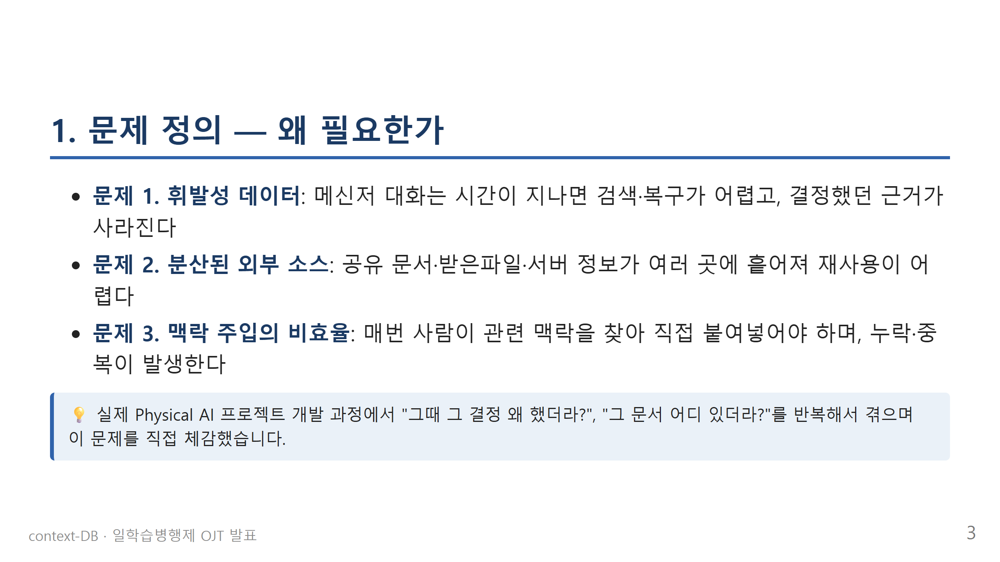 1. 문제 정의 — 왜 필요한가
• 문제 1. 휘발성 데이터: 메신저 대화는 시간이 지나면 검색·복구가 어렵고, 결정했던 근거가
사라진다
• 문제 2. 분산된 외부 소스: 공유 문서·받은파일·서버 정보가 여러 곳에 흩어져 재사용이 어
렵다
• 문제 3. 맥락 주입의 비효율: 매번 사람이 관련 맥락을 찾아 직접 붙여넣어야 하며, 누락·중
복이 발생한다
💡 실제 Physical AI 프로젝트 개발 과정에서 "그때 그 결정 왜 했더라?", "그 문서 어디 있더라?"를 반복해서 겪으며
이 문제를 직접 체감했습니다.
context-DB · 일학습병행제 OJT 발표
3